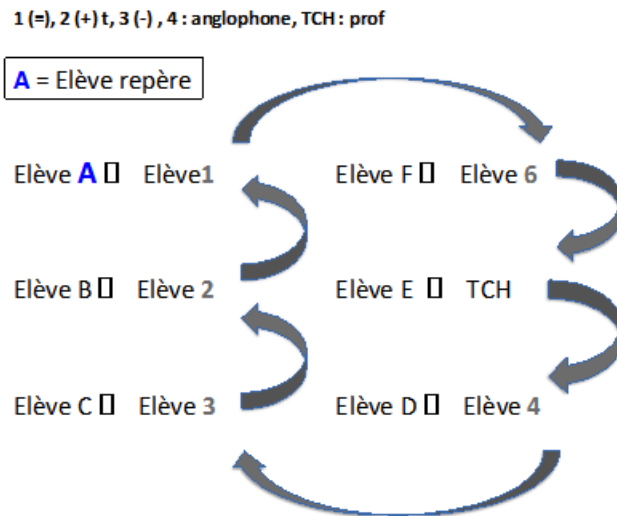 1 (=), 2 (+) t, 3 (-) , 4 : anglophone, TCH : prof
A = Elève repère
Elève A▯ Elève1
Elève F▯ Elève 6
Elève B▯ Elève 2
Elève E ▯ TCH
Elève C▯ Elève 3
Elève D▯ Elève 4